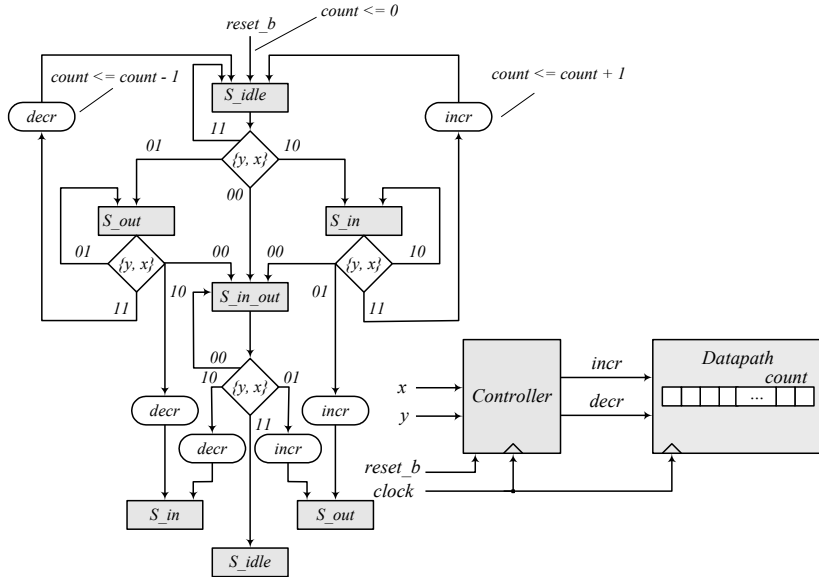 count <= 0
reset_b
count <= count - 1
count <= count + 1
S_idle
decr
incr
11
01
{y, x}
10
00
S_out
S_in
01
{y, x}
00
00
{y, x}
10
11
10
S_in_out
01
11
10
00
10
{y, x}
01
11
decr
incr
decr
incr
S_in
S_out
S_idle
x
y
Controller
incr
decr
Datapath
count
...
reset_b
clock